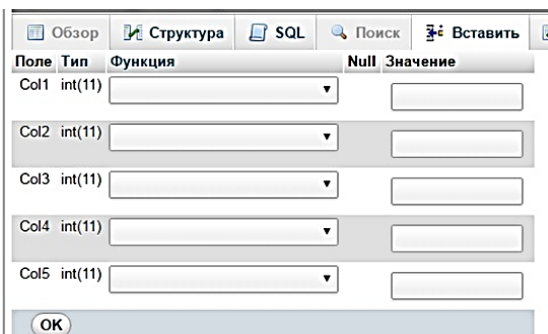 Обзор Структура SQL Поиск Вставить
Поле Тип Функция Null Значение
Col1 int(11)
Col2 int(11)
Col3 int(11)
Col4 int(11)
Col5 int(11)
OK